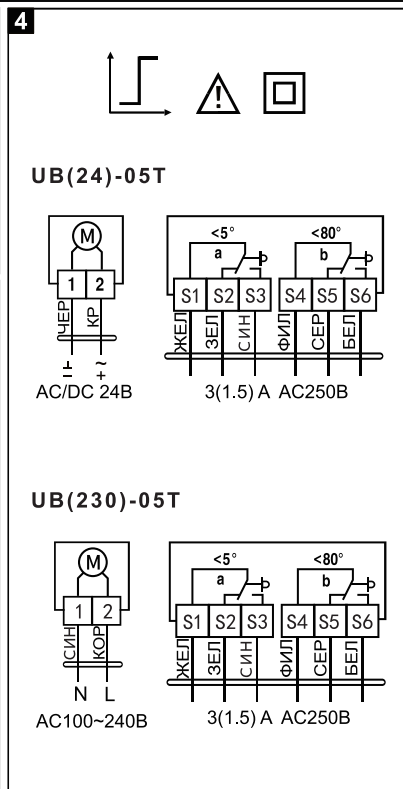 4
UB(24)-05T
M
<5° <80°
a b
1 2 S1 S2 S3 S4 S5 S6
ЧЕР КР ЖЕЛ ЗЕЛ СИН ФИЛ СЕР БЕЛ
AC/DC 24В 3(1.5) A AC250В
UB(230)-05T
M
<5° <80°
a b
1 2 S1 S2 S3 S4 S5 S6
СИН КОР ЖЕЛ ЗЕЛ СИН ФИЛ СЕР БЕЛ
N L
AC100~240В 3(1.5) A AC250В